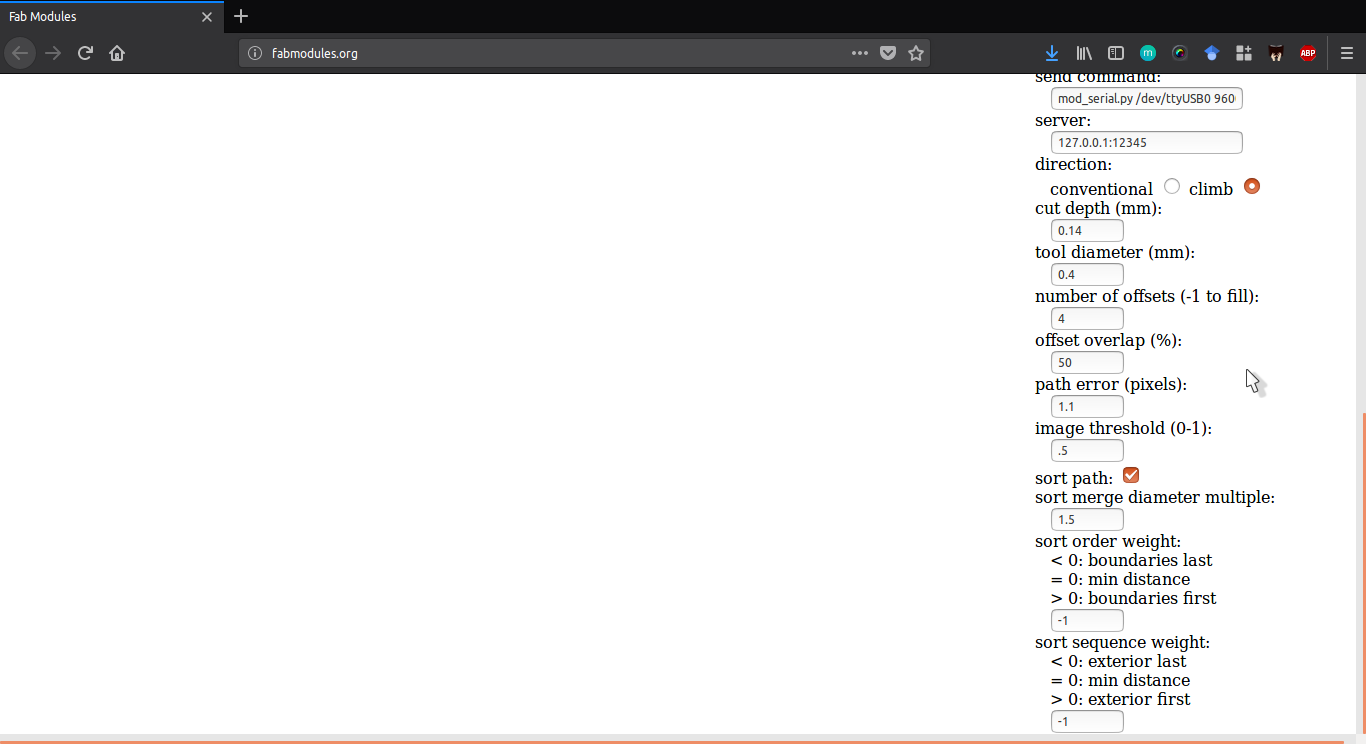 Fab Modules
fabmodules.org
m
ABP
send command:
mod_serial.py /dev/ttyUSB0 960
server:
127.0.0.1:12345
direction:
conventional climb
cut depth (mm):
0.14
tool diameter (mm):
0.4
number of offsets (-1 to fill):
4
offset overlap (%):
50
path error (pixels):
1.1
image threshold (0-1):
.5
sort path:
sort merge diameter multiple:
1.5
sort order weight:
< 0: boundaries last
= 0: min distance
> 0: boundaries first
-1
sort sequence weight:
< 0: exterior last
= 0: min distance
> 0: exterior first
-1